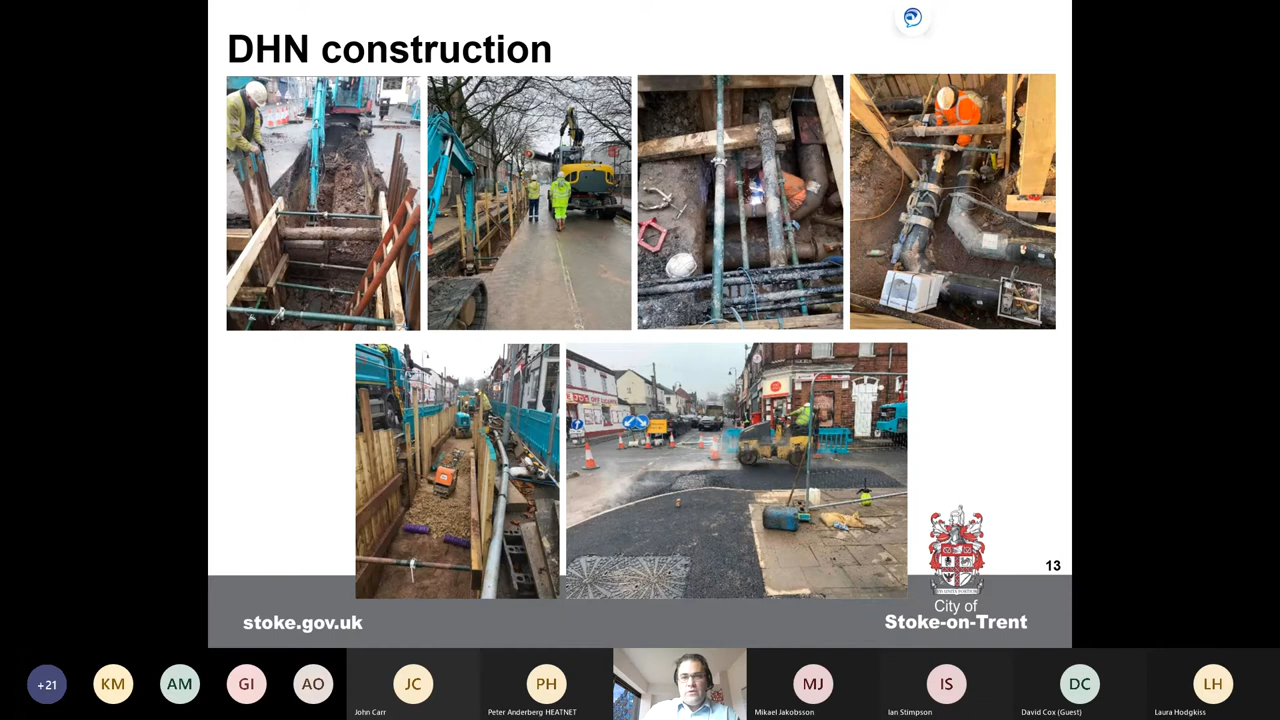 DHN construction
13
stoke.gov.uk
City of
Stoke-on-Trent
+21
KM
AM
GI
AO
JC
John Carr
PH
Peter Anderberg HEATNET
MJ
Mikael Jakobsson
IS
Ian Stimpson
DC
David Cox (Guest)
LH
Laura Hodgkiss